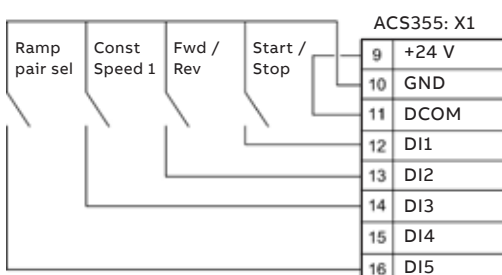 ACS355: X1
Ramp pair sel
Const Speed 1
Fwd / Rev
Start / Stop
9 +24 V
10 GND
11 DCOM
12 DI1
13 DI2
14 DI3
15 DI4
16 DI5